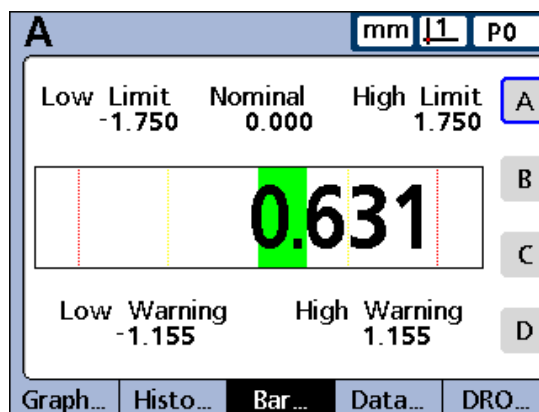 A mm 1 P0
Low Limit Nominal High Limit A
-1.750 0.000 1.750
B
0.631
C
Low Warning High Warning
-1.155 1.155 D
Graph... Histo... Bar... Data... DRO...